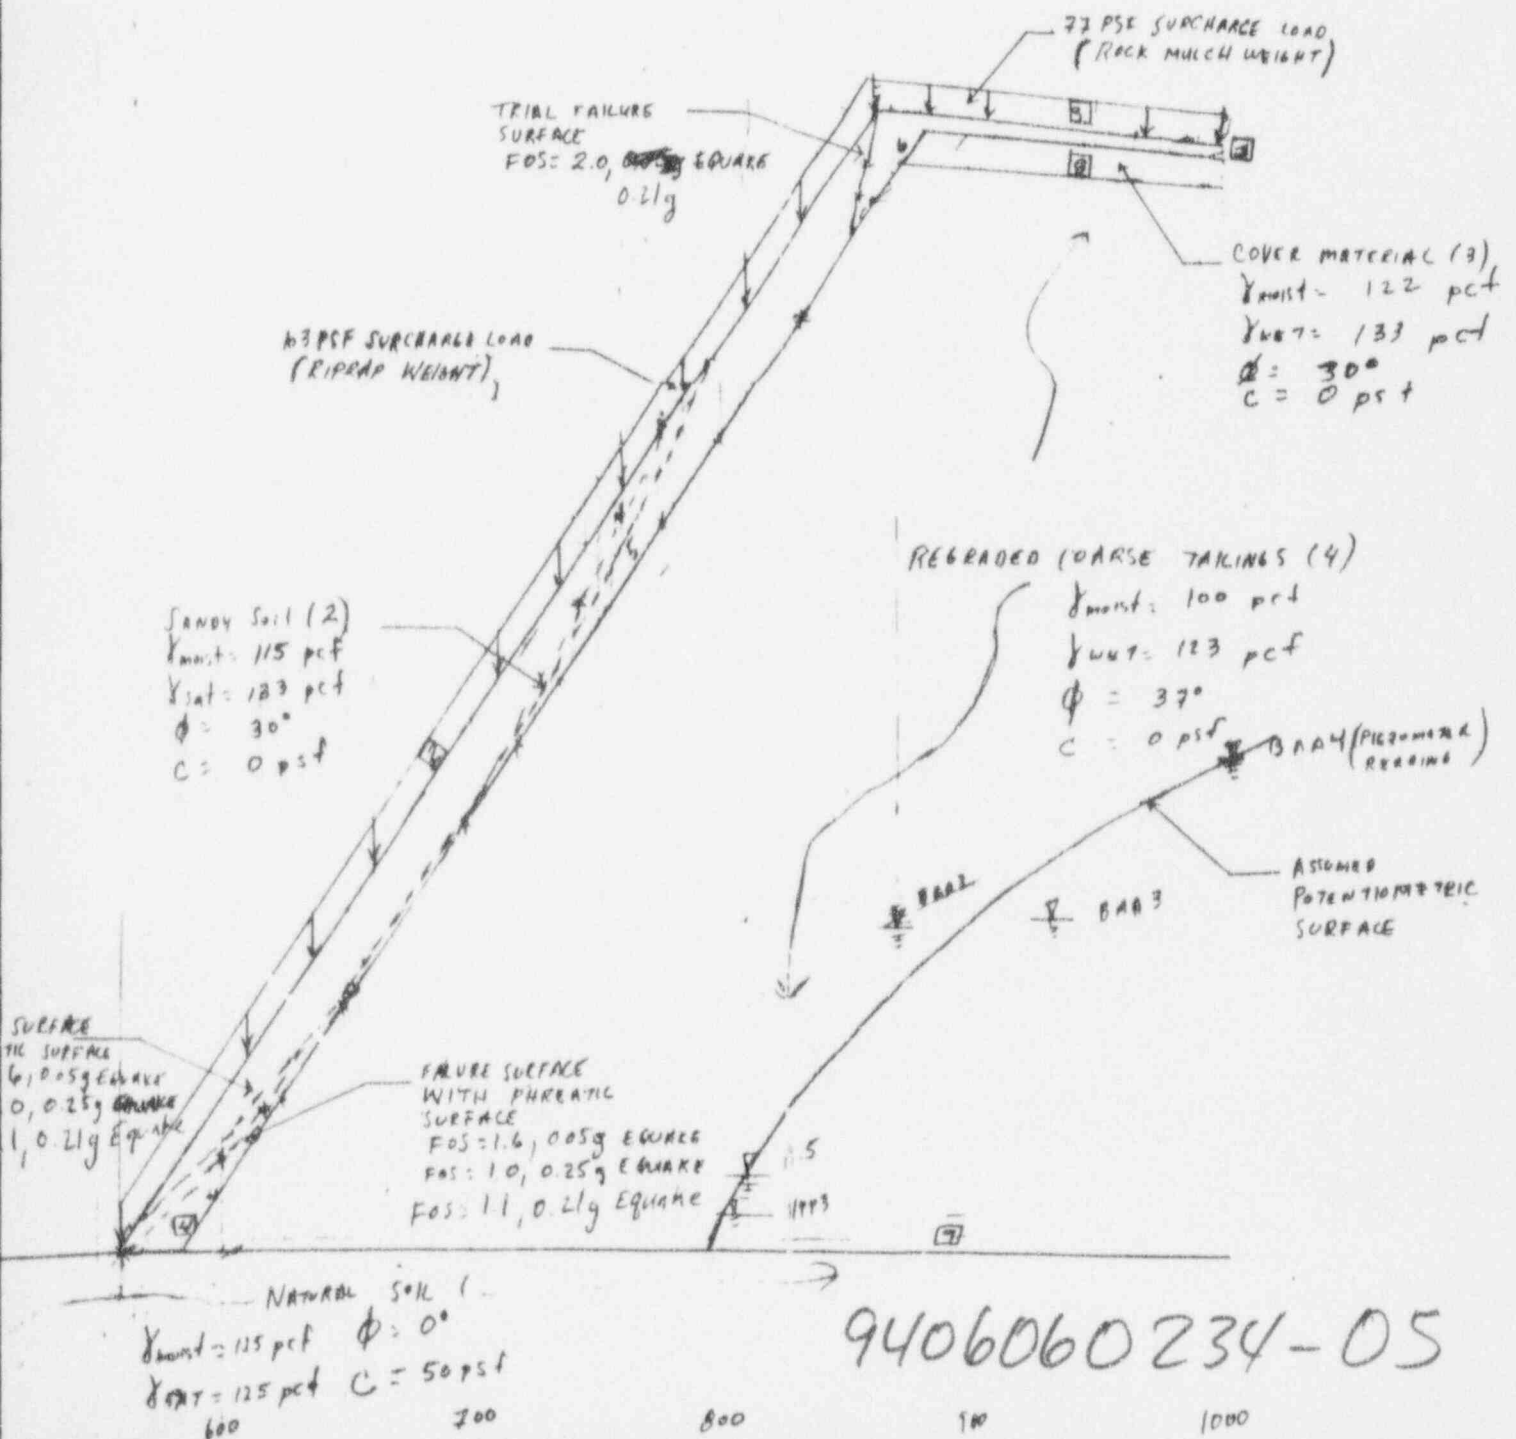 77 PSF SURCHARGE LOAD
(ROCK MULCH WEIGHT)
TRIAL FAILURE
SURFACE
FOS= 2.0, EQUAKE
0.21g
3
COVER MATERIAL (3)
γmoist= 122 pcf
γwet= 133 pcf
φ= 30°
c = 0 psf
PSF SURCHARGE LOAD
(RIPRAP WEIGHT)
REGRADED COARSE TAILINGS (4)
γmoist= 100 pcf
γwet= 123 pcf
φ = 37°
c = 0 psf
SANDY Soil (2)
γmoist= 115 pcf
γsat= 133 pcf
φ = 30°
c = 0 psf
BAA4 (PIEZOMETER
READING)
ASSUMED
POTENTIOMETRIC
SURFACE
BAA2
BAA3
SURFACE
TIC SURFACE
6, 0.05g EQUAKE
0, 0.25g EQUAKE
1, 0.21g Equake
FAILURE SURFACE
WITH PHREATIC
SURFACE
FOS=1.6, 0.05g EQUAKE
FOS= 1.0, 0.25g EQUAKE
FOS= 1.1, 0.21g Equake
7
NATURAL SOIL (
γmoist= 125 pcf φ= 0°
γsat= 125 pcf C = 50 psf
9406060234-05
600 700 800 1000